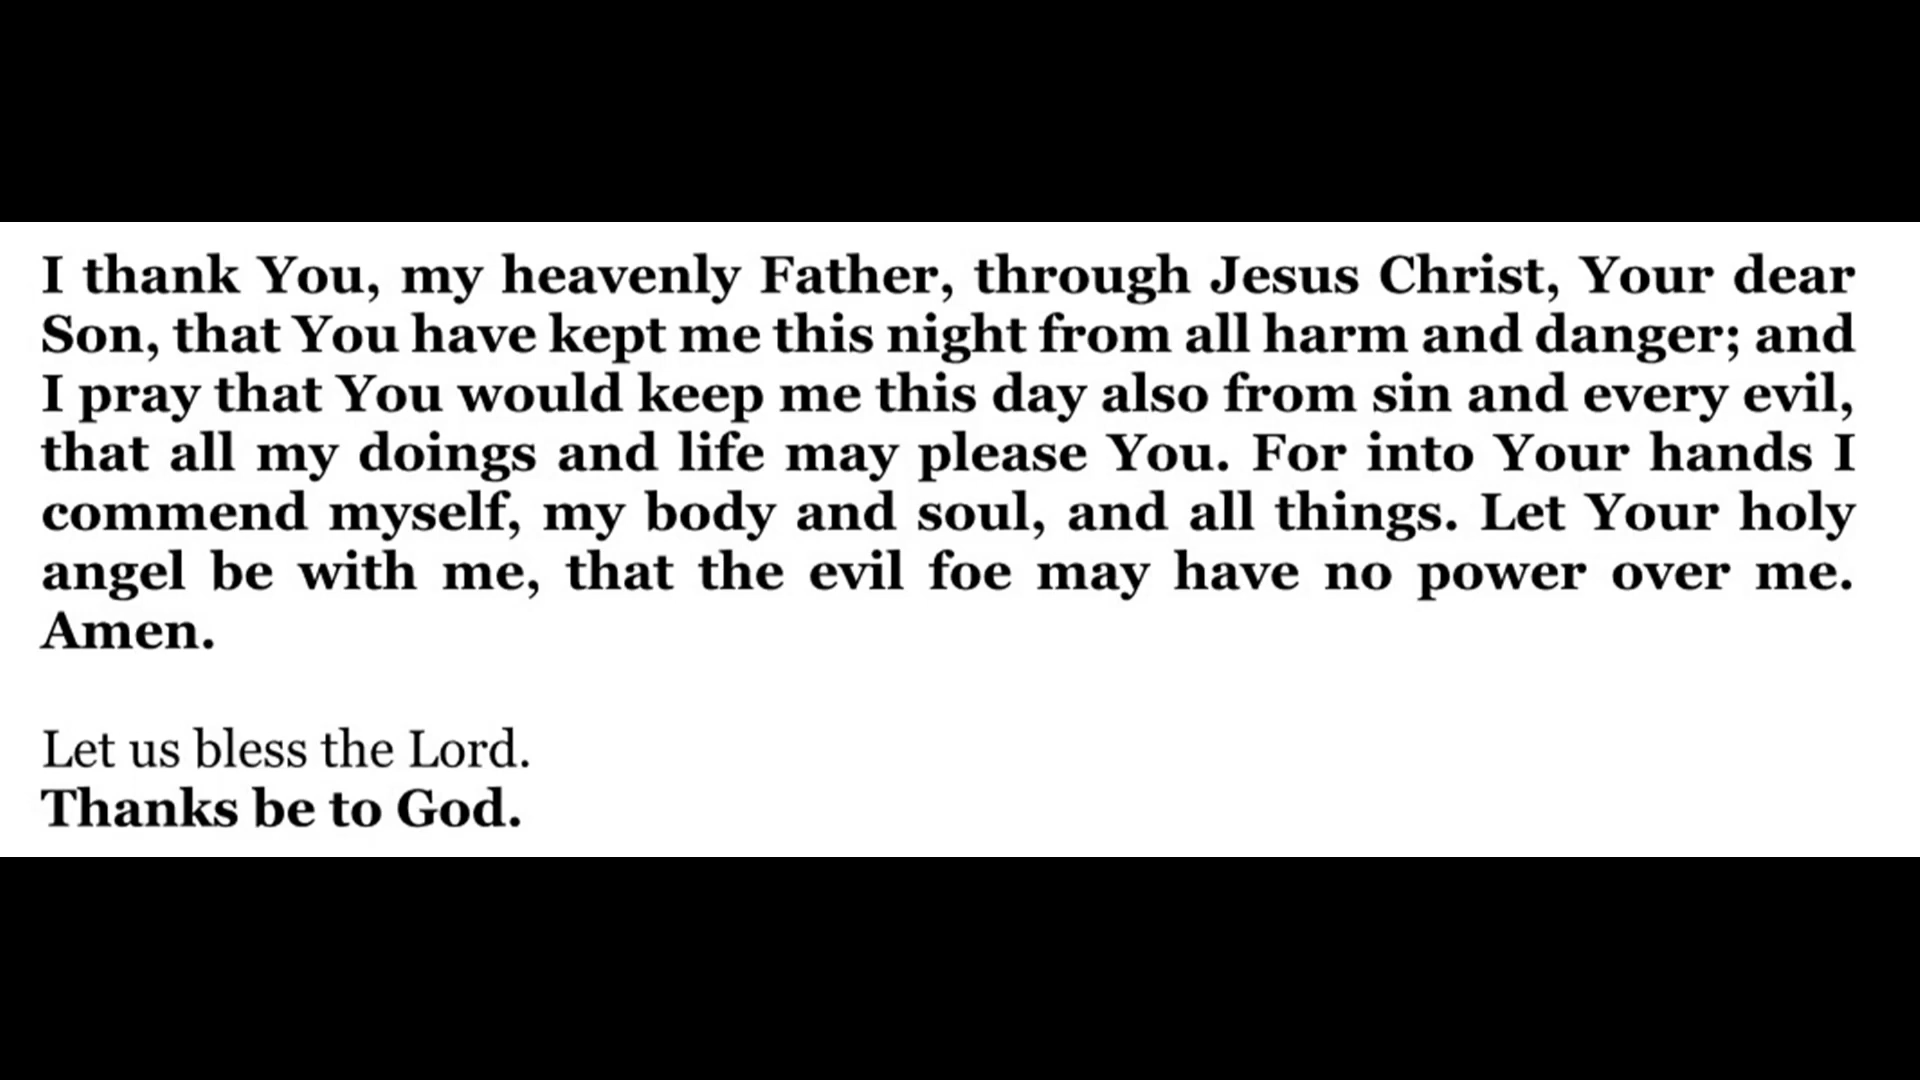 I thank You, my heavenly Father, through Jesus Christ, Your dear
Son, that You have kept me this night from all harm and danger; and
I pray that You would keep me this day also from sin and every evil,
that all my doings and life may please You. For into Your hands I
commend myself, my body and soul, and all things. Let Your holy
angel be with me, that the evil foe may have no power over me.
Amen.
Let us bless the Lord.
Thanks be to God.